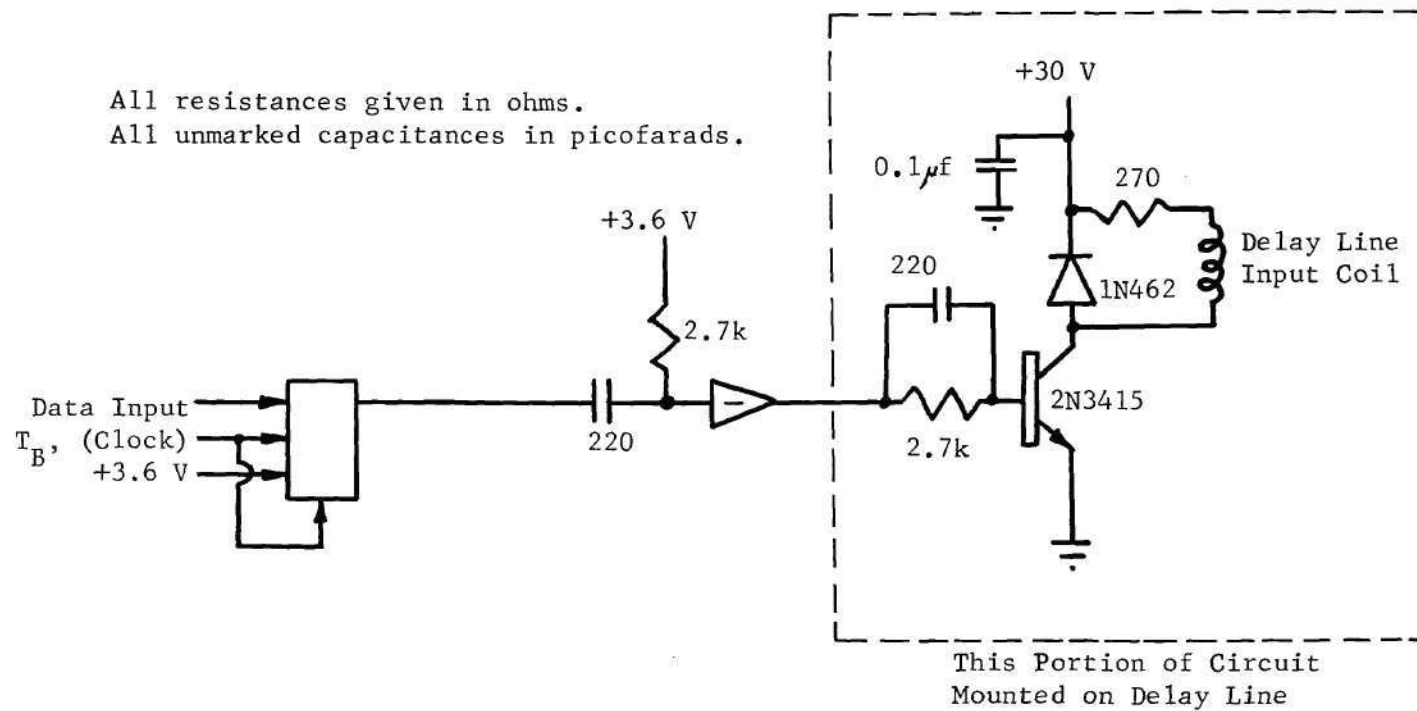 All resistances given in ohms.
All unmarked capacitances in picofarads.
+30 V
0.1μf
270
+3.6 V
Delay Line
Input Coil
220
1N462
2.7k
Data Input
2N3415
T_B, (Clock)
220
2.7k
+3.6 V
This Portion of Circuit
Mounted on Delay Line